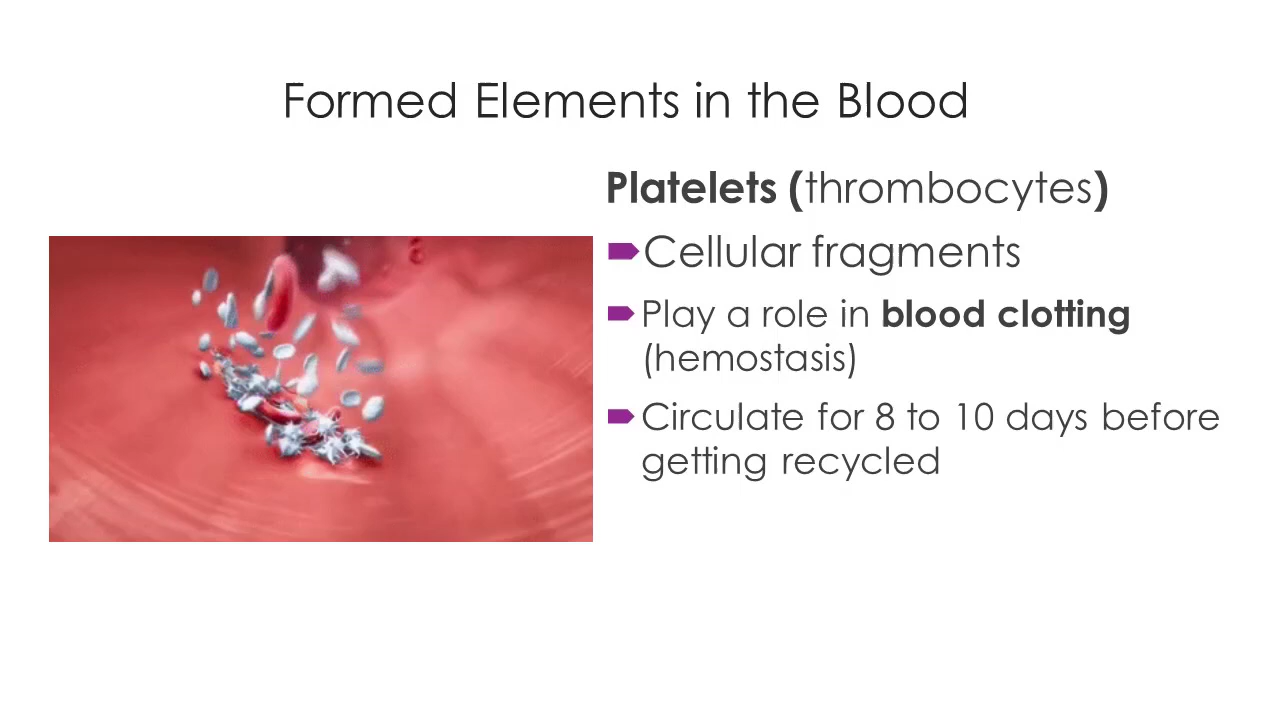 Formed Elements in the Blood
Platelets (thrombocytes)
Cellular fragments
Play a role in blood clotting
(hemostasis)
Circulate for 8 to 10 days before
getting recycled